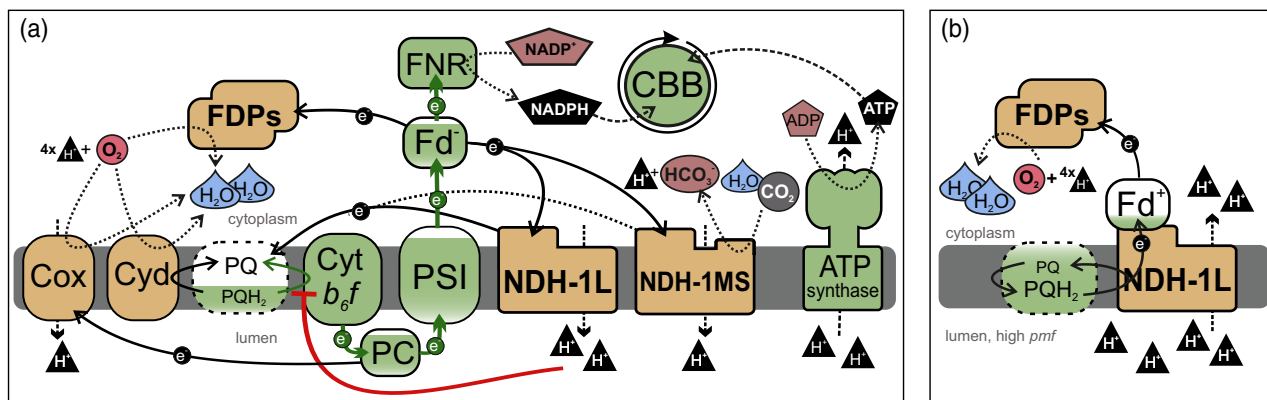 (a)
FNR
NADP⁺
NADPH
CBB
ATP
ADP
H⁺
FDPs
e⁻
e⁻
Fd⁻
e⁻
4x H⁺ + O₂
H₂O
H₂O
H⁺ + HCO₃⁻
H₂O
CO₂
cytoplasm
e⁻
e⁻
Cox
Cyd
PQ
PQH₂
Cyt
b₆f
PSI
NDH-1L
NDH-1MS
ATP
synthase
lumen
H⁺
e⁻
e⁻
PC
e⁻
H⁺
H⁺
H⁺
H⁺
H⁺
(b)
FDPs
e⁻
H₂O
H₂O
O₂ + 4x H⁺
Fd⁺
H⁺
H⁺
cytoplasm
e⁻
PQ
PQH₂
NDH-1L
lumen, high pmf
H⁺
H⁺
H⁺
H⁺